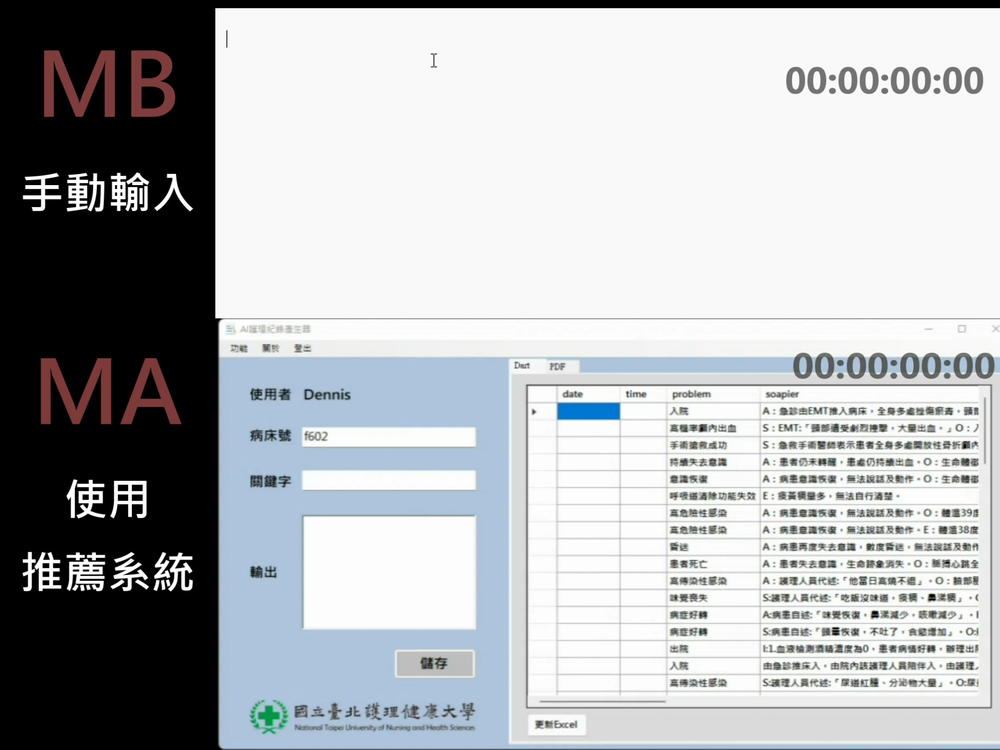 MB
手動輸入
00:00:00:00
MA
使用
推薦系統
AI護理紀錄產生器
功能 關於 登出
00:00:00:00
使用者 Dennis
病床號 f602
關鍵字
輸出
儲存
國立臺北護理健康大學
National Taipei University of Nursing and Health Sciences
Dart PDF
date time problem soapier
入院 A：急診由EMT推入病床，全身多處挫傷瘀青，頭部
高機率顱內出血 S：EMT:「頭部遭受劇烈撞擊，大量出血。」O：入
手術搶救成功 S：急救手術醫師表示患者全身多處開放性骨折顱內
持續失去意識 A：患者仍未轉醒，患處仍持續出血。O：生命體徵
意識恢復 A：病患意識恢復，無法說話及動作。O：生命體徵
呼吸道清除功能失效 E：痰黃稠量多，無法自行清楚。
高危險性感染 A：病患意識恢復，無法說話及動作。O：體溫39度
高危險性感染 A：病患意識恢復，無法說話及動作。E：體溫38度
昏迷 A：病患再度失去意識，數度昏迷，無法說話及動作
患者死亡 A：患者失去意識，生命跡象消失。O：脈搏心跳全
高傳染性感染 A：護理人員代述:「他當日高燒不退」。O：臉部
味覺喪失 S:護理人員代述:「吃飯沒味道，痰稠、鼻涕稠」。
病症好轉 A:病患自述:「味覺恢復，鼻涕減少，咳嗽減少」。
病症好轉 S:病患自述:「頭暈恢復，不吐了，食慾增加」。O:
出院 I:1.血液檢測酒精濃度為0，患者病情好轉，辦理出院
入院 由急診推床入，由院內該護理人員陪伴入，由護理
高傳染性感染 S:護理人員代述:「尿道紅腫、分泌物大量」。O:尿
更新Excel